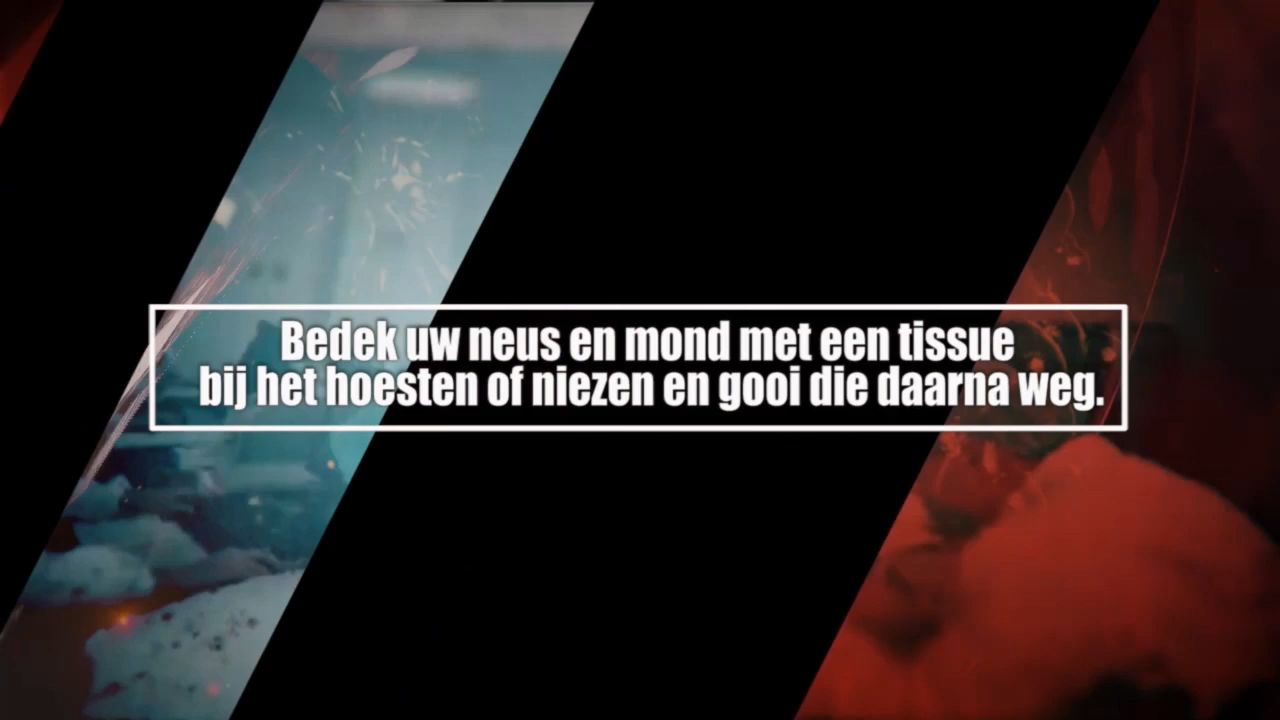 Bedek uw neus en mond met een tissue
bij het hoesten of niezen en gooi die daarna weg.